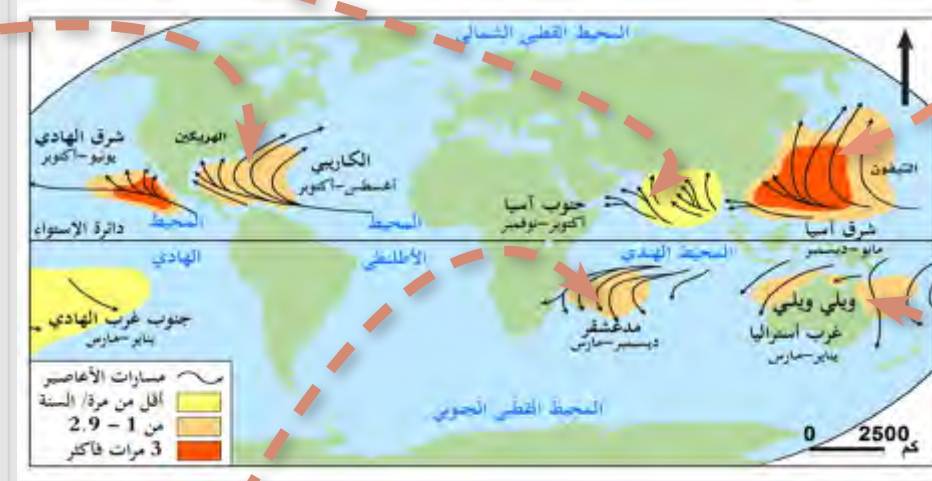 المحيط القطبي الشمالي
شرق الهادي
يونيو-أكتوبر
الهريكين
الكاريبي
أغسطس-أكتوبر
التيفون
جنوب آسيا
أكتوبر-نوفمبر
شرق آسيا
مايو-ديسمبر
دائرة الإستواء
المحيط
الهادي
المحيط
الأطلنطي
المحيط الهندي
جنوب غرب الهادي
يناير-مارس
مدغشقر
ديسمبر-مارس
ويلي ويلي
غرب أستراليا
يناير-مارس
المحيط القطبي الجنوبي
مسارات الأعاصير
أقل من مرة/ السنة
من 1 - 2.9
3 مرات فأكثر
0 2500
كم